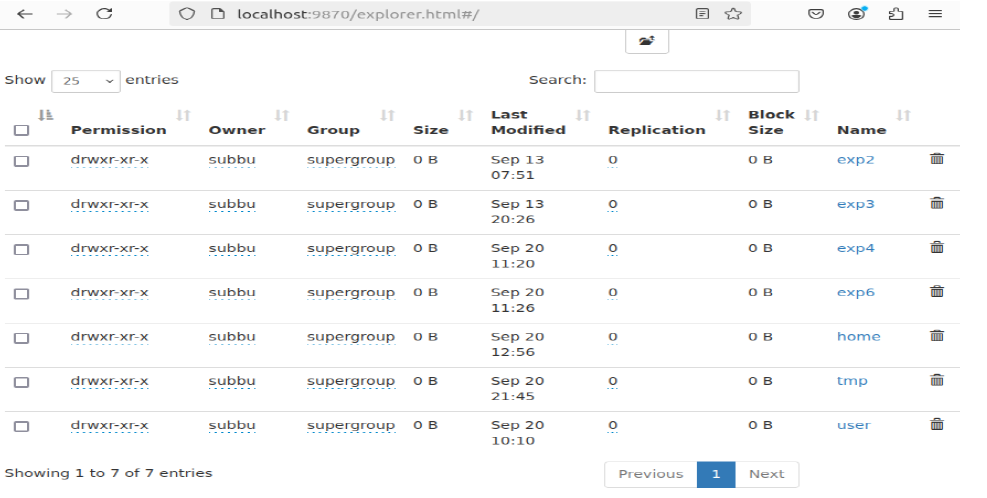 localhost:9870/explorer.html#/
Show 25 entries Search:
Permission Owner Group Size Last Modified Replication Block Size Name
drwxr-xr-x subbu supergroup 0 B Sep 13 07:51 0 0 B exp2
drwxr-xr-x subbu supergroup 0 B Sep 13 20:26 0 0 B exp3
drwxr-xr-x subbu supergroup 0 B Sep 20 11:20 0 0 B exp4
drwxr-xr-x subbu supergroup 0 B Sep 20 11:26 0 0 B exp6
drwxr-xr-x subbu supergroup 0 B Sep 20 12:56 0 0 B home
drwxr-xr-x subbu supergroup 0 B Sep 20 21:45 0 0 B tmp
drwxr-xr-x subbu supergroup 0 B Sep 20 10:10 0 0 B user
Showing 1 to 7 of 7 entries Previous 1 Next